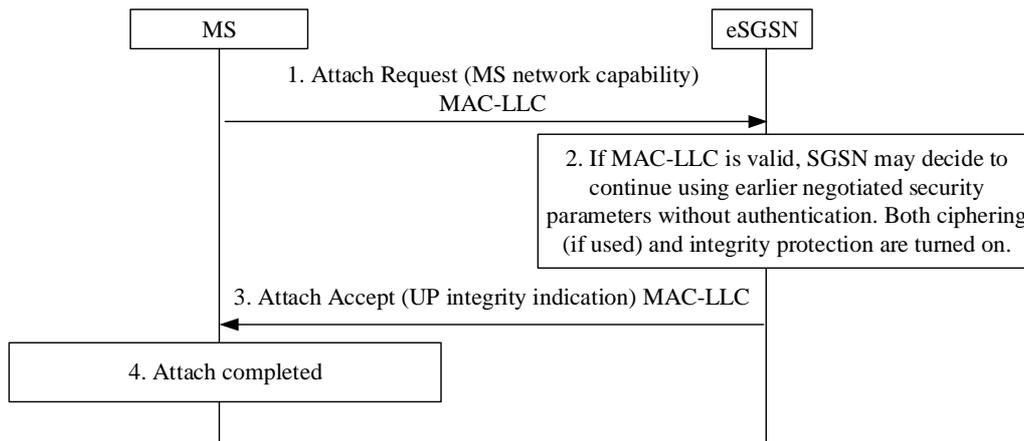 MS
eSGSN
1. Attach Request (MS network capability)
MAC-LLC
2. If MAC-LLC is valid, SGSN may decide to
continue using earlier negotiated security
parameters without authentication. Both ciphering
(if used) and integrity protection are turned on.
3. Attach Accept (UP integrity indication) MAC-LLC
4. Attach completed